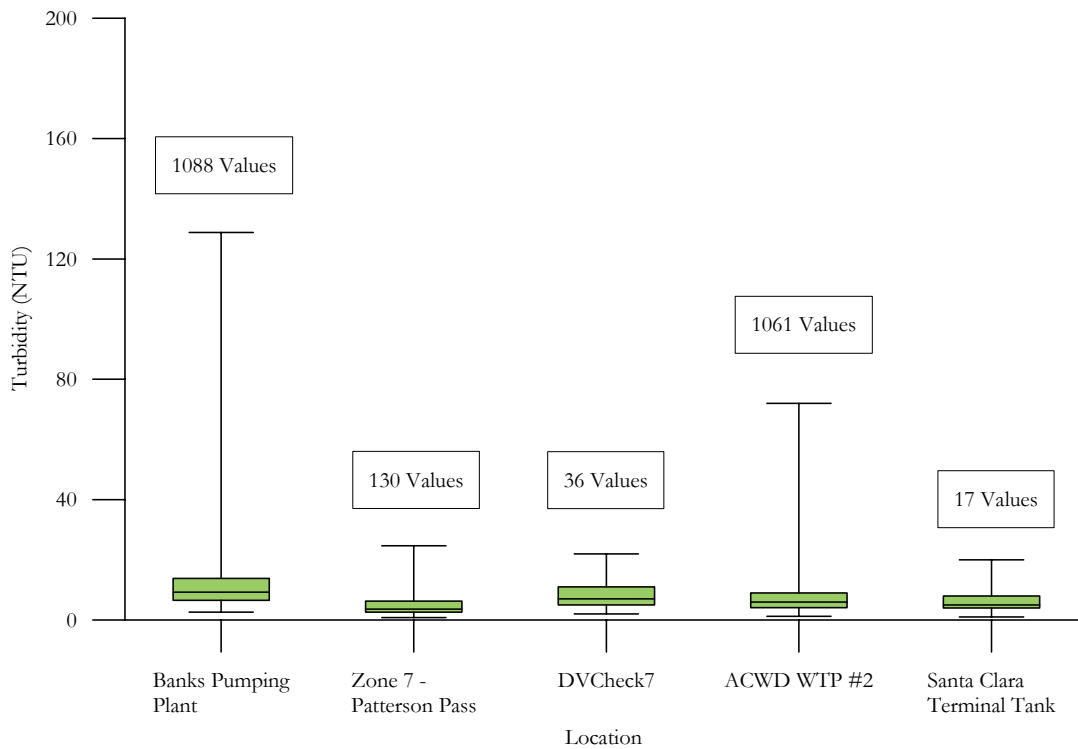 200
160
120
80
40
0
Turbidity (NTU)
1088 Values
130 Values
36 Values
1061 Values
17 Values
Banks Pumping
Plant
Zone 7 -
Patterson Pass
DVCheck7
ACWD WTP #2
Santa Clara
Terminal Tank
Location